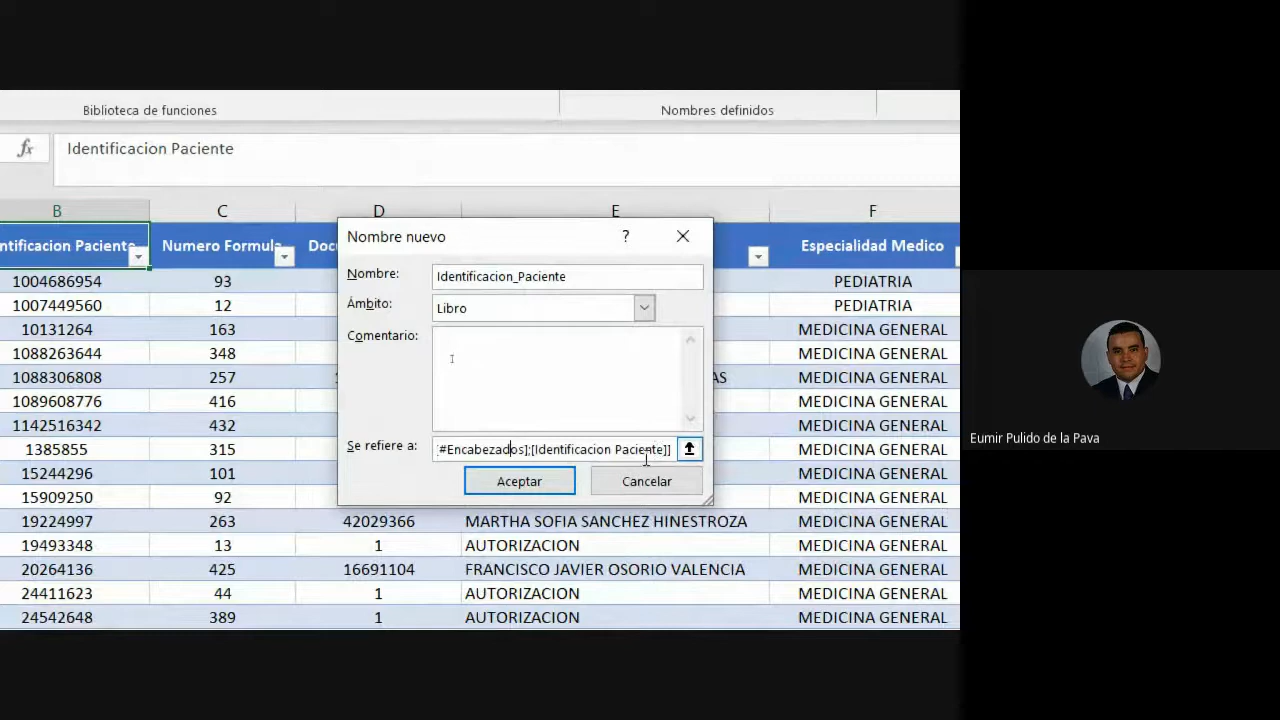 Biblioteca de funciones Nombres definidos
fx Identificacion Paciente
B C D E F
ntificacion Paciente Numero Formula Docu Especialidad Medico
Nombre nuevo ?
Nombre: Identificacion_Paciente
Ámbito: Libro
Comentario:
Se refiere a: #Encabezados];[Identificacion Paciente]]
Aceptar Cancelar
1004686954 93 PEDIATRIA
1007449560 12 PEDIATRIA
10131264 163 MEDICINA GENERAL
1088263644 348 MEDICINA GENERAL
1088306808 257 1 AS MEDICINA GENERAL
1089608776 416 MEDICINA GENERAL
1142516342 432 MEDICINA GENERAL
1385855 315 MEDICINA GENERAL
15244296 101 MEDICINA GENERAL
15909250 92 MEDICINA GENERAL
19224997 263 42029366 MARTHA SOFIA SANCHEZ HINESTROZA MEDICINA GENERAL
19493348 13 1 AUTORIZACION MEDICINA GENERAL
20264136 425 16691104 FRANCISCO JAVIER OSORIO VALENCIA MEDICINA GENERAL
24411623 44 1 AUTORIZACION MEDICINA GENERAL
24542648 389 1 AUTORIZACION MEDICINA GENERAL
Eumir Pulido de la Pava